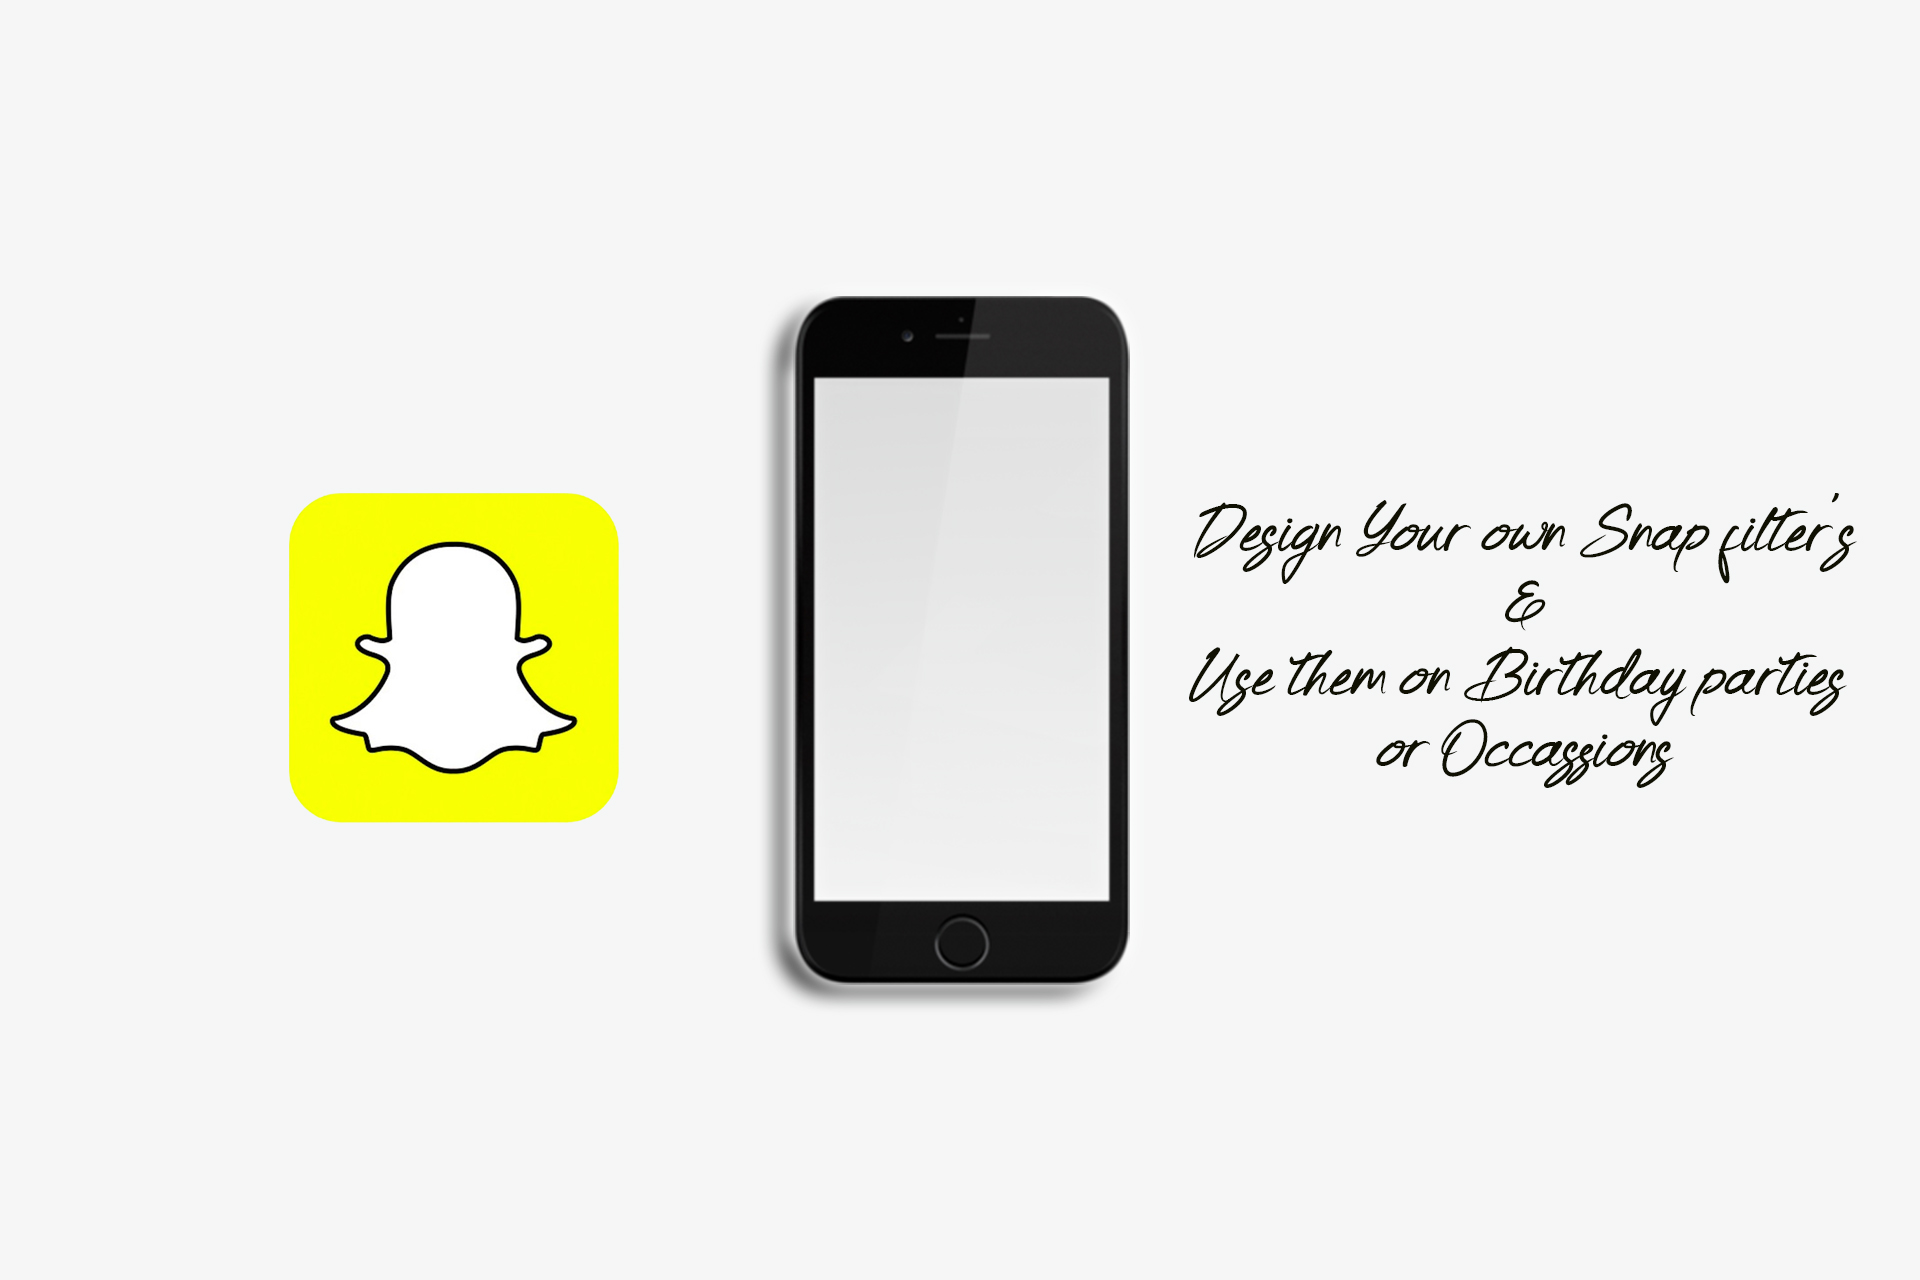 Design Your own Snap filter's
&
Use them on Birthday parties
or Occassions